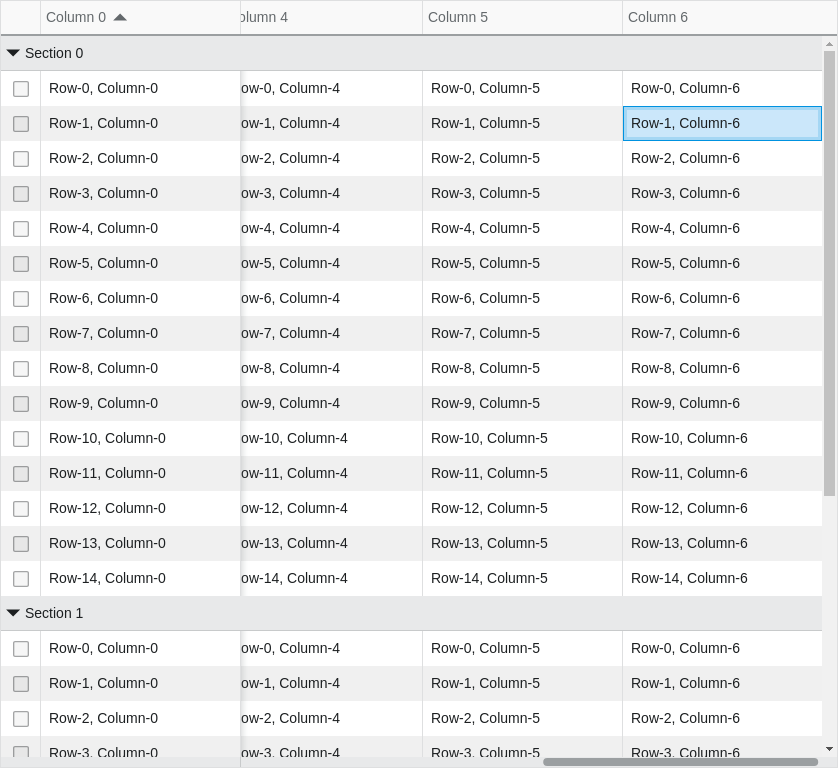 Column 0 olumn 4 Column 5 Column 6
Section 0
Row-0, Column-0 ow-0, Column-4 Row-0, Column-5 Row-0, Column-6
Row-1, Column-0 ow-1, Column-4 Row-1, Column-5 Row-1, Column-6
Row-2, Column-0 ow-2, Column-4 Row-2, Column-5 Row-2, Column-6
Row-3, Column-0 ow-3, Column-4 Row-3, Column-5 Row-3, Column-6
Row-4, Column-0 ow-4, Column-4 Row-4, Column-5 Row-4, Column-6
Row-5, Column-0 ow-5, Column-4 Row-5, Column-5 Row-5, Column-6
Row-6, Column-0 ow-6, Column-4 Row-6, Column-5 Row-6, Column-6
Row-7, Column-0 ow-7, Column-4 Row-7, Column-5 Row-7, Column-6
Row-8, Column-0 ow-8, Column-4 Row-8, Column-5 Row-8, Column-6
Row-9, Column-0 ow-9, Column-4 Row-9, Column-5 Row-9, Column-6
Row-10, Column-0 ow-10, Column-4 Row-10, Column-5 Row-10, Column-6
Row-11, Column-0 ow-11, Column-4 Row-11, Column-5 Row-11, Column-6
Row-12, Column-0 ow-12, Column-4 Row-12, Column-5 Row-12, Column-6
Row-13, Column-0 ow-13, Column-4 Row-13, Column-5 Row-13, Column-6
Row-14, Column-0 ow-14, Column-4 Row-14, Column-5 Row-14, Column-6
Section 1
Row-0, Column-0 ow-0, Column-4 Row-0, Column-5 Row-0, Column-6
Row-1, Column-0 ow-1, Column-4 Row-1, Column-5 Row-1, Column-6
Row-2, Column-0 ow-2, Column-4 Row-2, Column-5 Row-2, Column-6
Row-3, Column-0 ow-3, Column-4 Row-3, Column-5 Row-3, Column-6